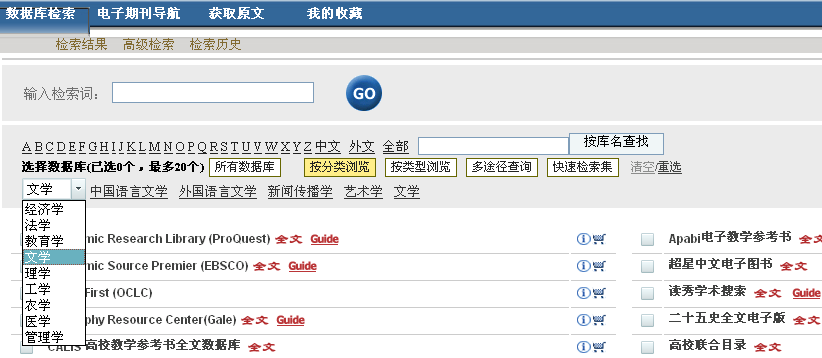 数据库检索 电子期刊导航 获取原文 我的收藏
检索结果 高级检索 检索历史
输入检索词： GO
A B C D E F G H I J K L M N O P Q R S T U V W X Y Z 中文 外文 全部 按库名查找
选择数据库(已选0个，最多20个) 所有数据库 按分类浏览 按类型浏览 多途径查询 快速检索集 清空/重选
文学 中国语言文学 外国语言文学 新闻传播学 艺术学 文学
经济学
法学
教育学
文学
理学
工学
农学
医学
管理学
mic Research Library (ProQuest) 全文 Guide Apabi电子教学参考书 全文
mic Source Premier (EBSCO) 全文 Guide 超星中文电子图书 全文
First (OCLC) 读秀学术搜索 全文 Guide
phy Resource Center(Gale) 全文 Guide 二十五史全文电子版 全文
CALIS 高校教学参考书全文数据库 全文 高校联合目录 全文